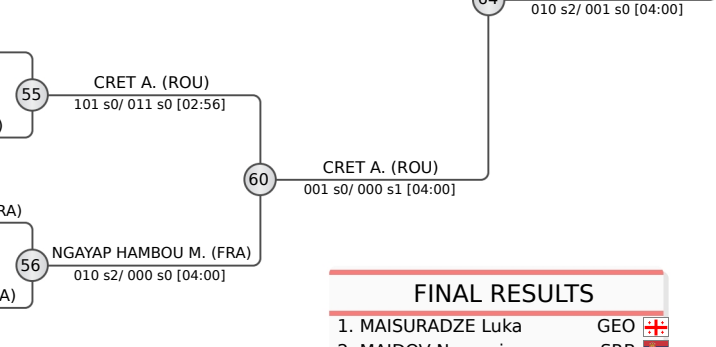 010 s2/ 001 s0 [04:00]
CRET A. (ROU)
55
101 s0/ 011 s0 [02:56]
CRET A. (ROU)
60
001 s0/ 000 s1 [04:00]
RA)
NGAYAP HAMBOU M. (FRA)
56
010 s2/ 000 s0 [04:00]
A)
FINAL RESULTS
1. MAISURADZE Luka GEO